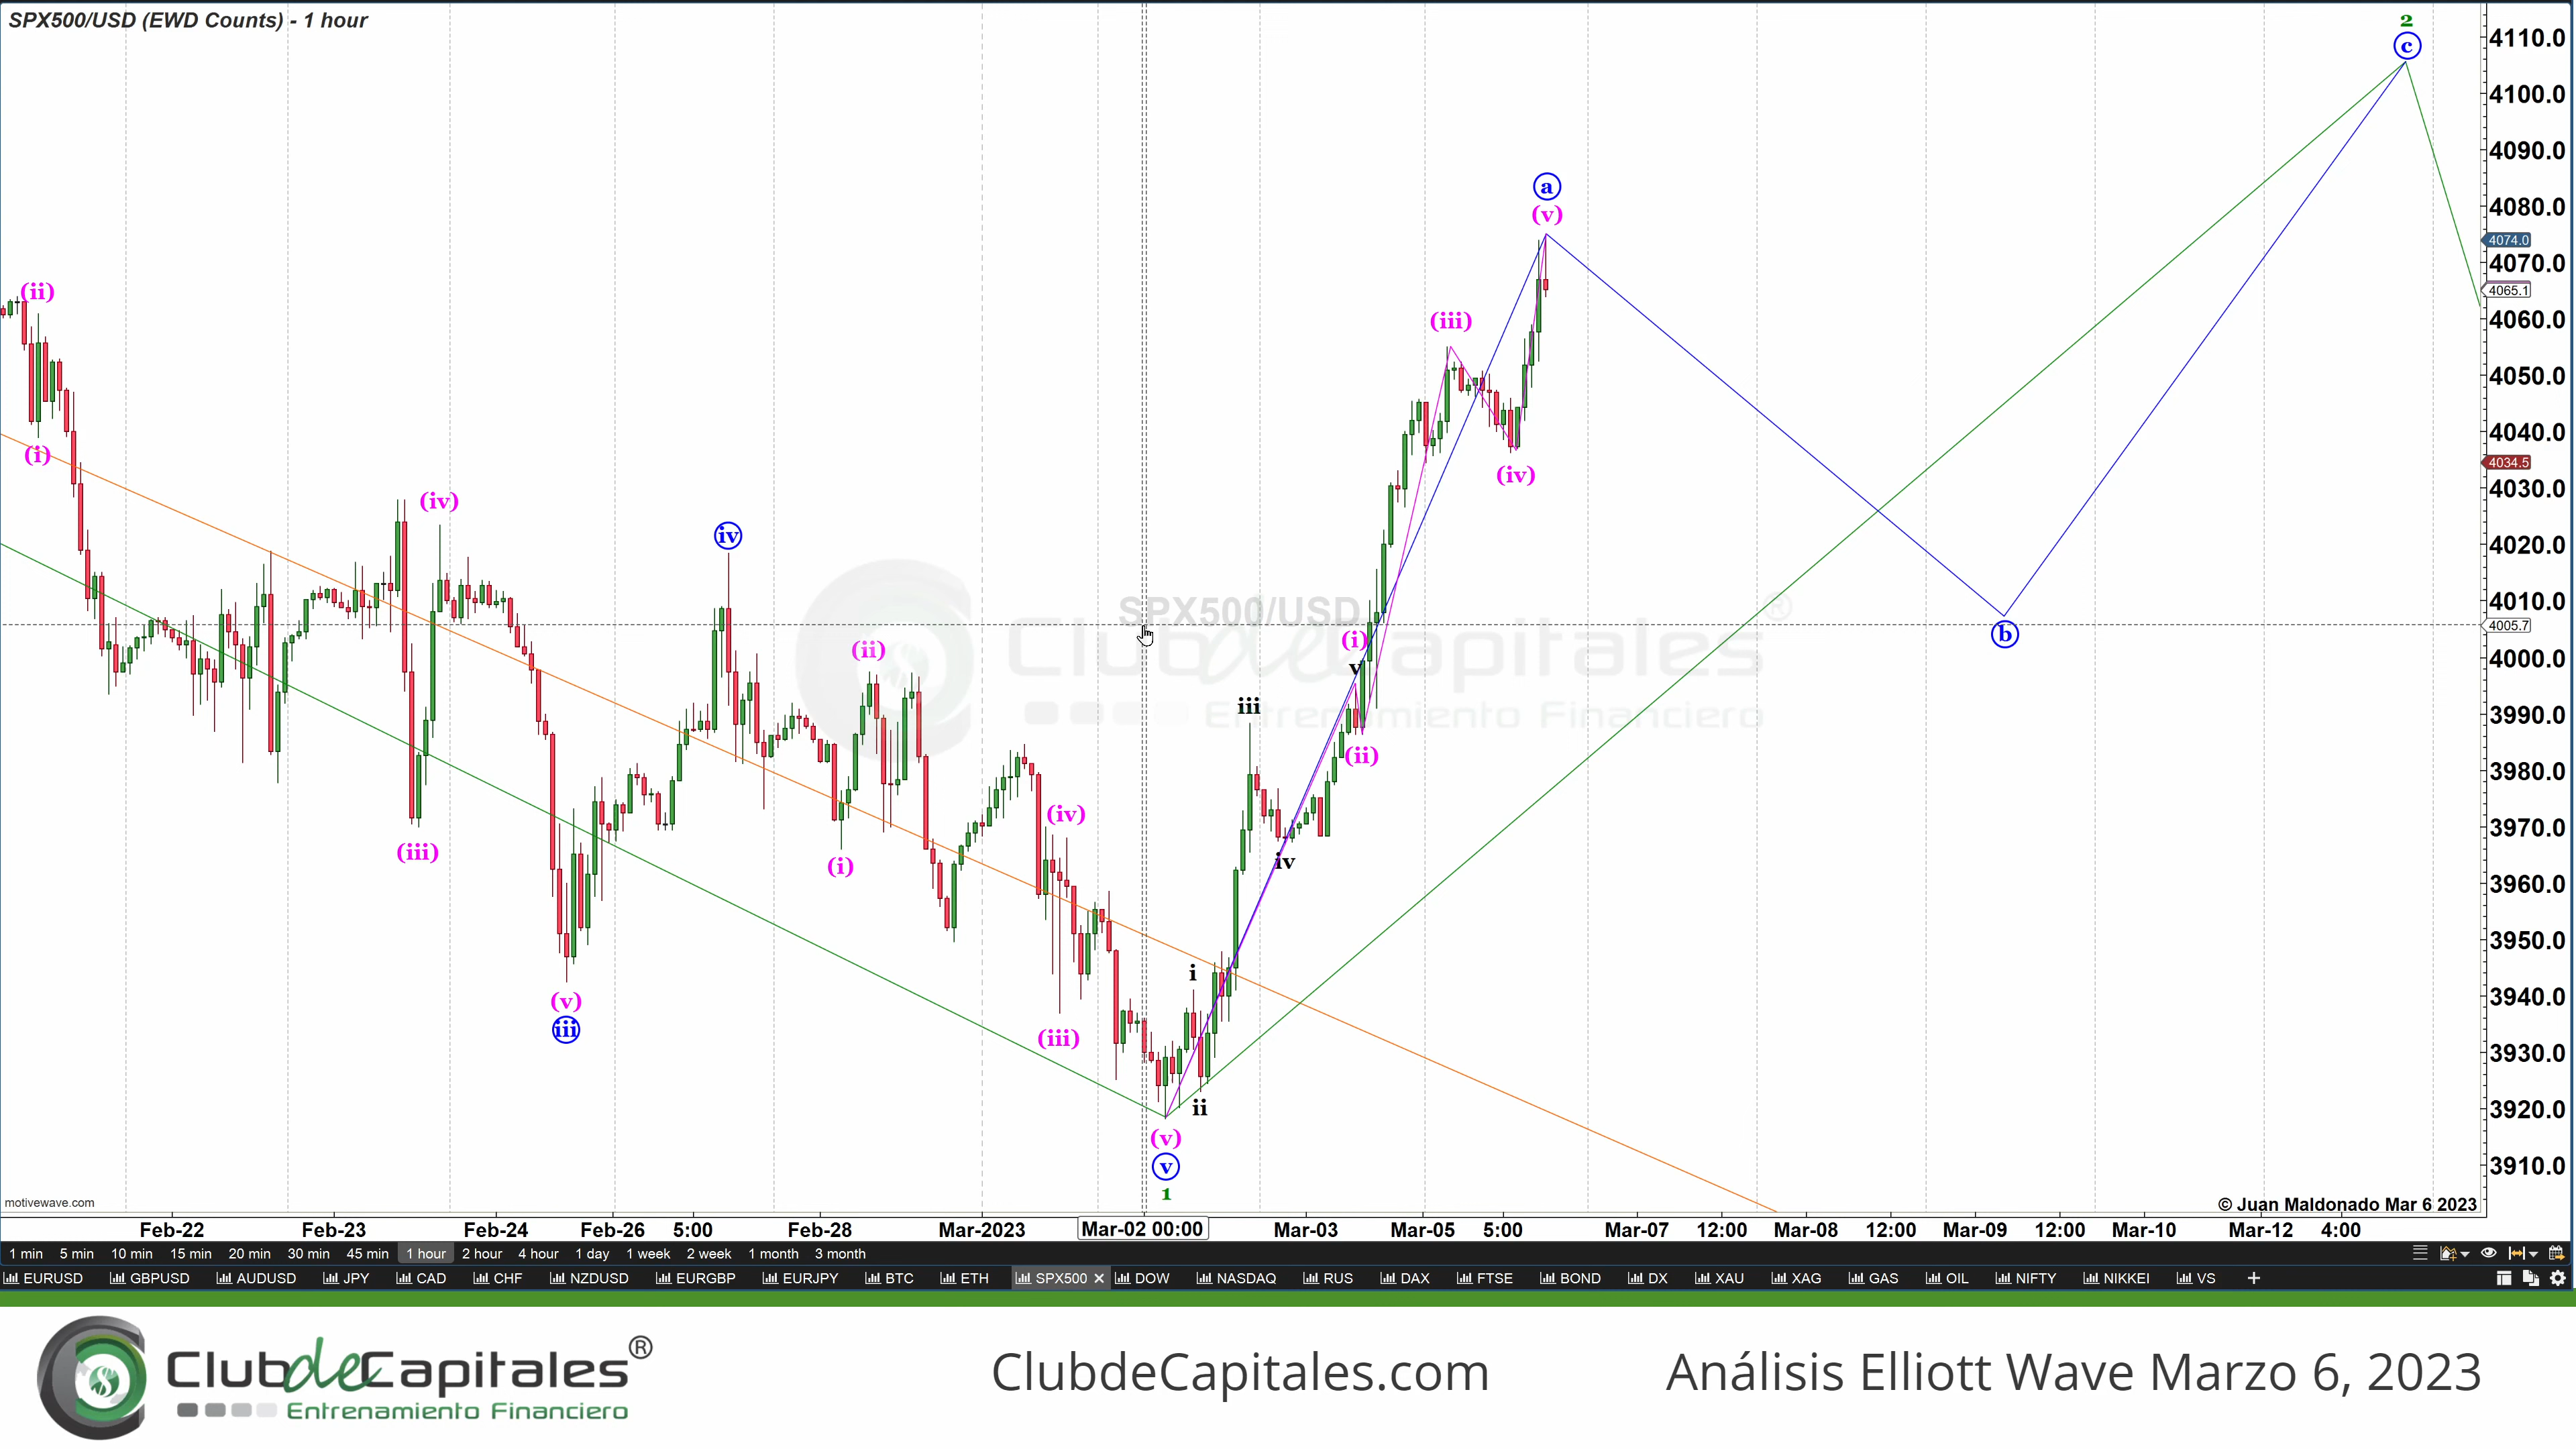 SPX500/USD (EWD Counts) - 1 hour
2
c
4110.0
4100.0
4090.0
a
(v)
4080.0
4074.0
4070.0
(ii)
4065.1
(iii)
4060.0
4050.0
4040.0
(i)
4034.5
(iv)
(iv)
4030.0
iv
4020.0
4010.0
SPX500/USD
®
4005.7
b
(i)
(ii)
Club de Capitales
v
4000.0
iii
Entrenamiento Financiero
3990.0
(ii)
3980.0
(iv)
3970.0
(iii)
(i)
iv
3960.0
3950.0
i
(v)
iii
3940.0
(iii)
3930.0
ii
3920.0
(v)
v
1
3910.0
motivewave.com
© Juan Maldonado Mar 6 2023
Feb-22 Feb-23 Feb-24 Feb-26 5:00 Feb-28 Mar-2023 Mar-02 00:00 Mar-03 Mar-05 5:00 Mar-07 12:00 Mar-08 12:00 Mar-09 12:00 Mar-10 Mar-12 4:00
1 min 5 min 10 min 15 min 20 min 30 min 45 min 1 hour 2 hour 4 hour 1 day 1 week 2 week 1 month 3 month
EURUSD GBPUSD AUDUSD JPY CAD CHF NZDUSD EURGBP EURJPY BTC ETH SPX500 DOW NASDAQ RUS DAX FTSE BOND DX XAU XAG GAS OIL NIFTY NIKKEI VS
Club de Capitales®
Entrenamiento Financiero
ClubdeCapitales.com
Análisis Elliott Wave Marzo 6, 2023